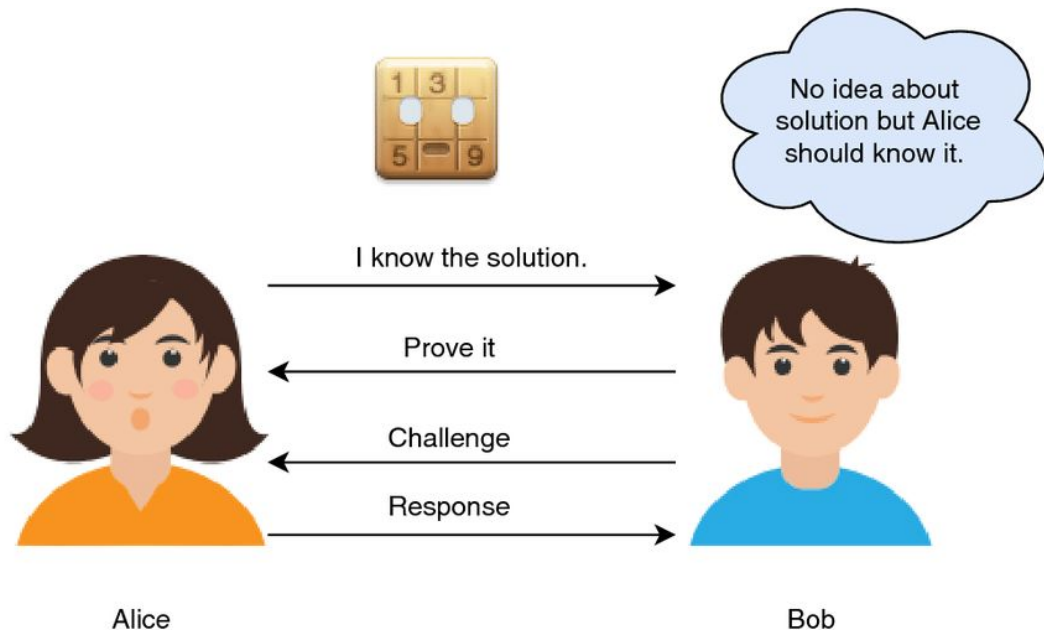 1 3
5 9
No idea about
solution but Alice
should know it.
I know the solution.
Prove it
Challenge
Response
Alice
Bob